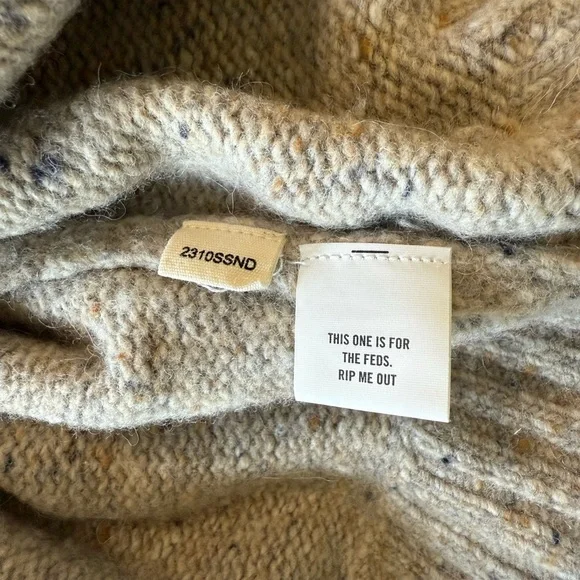 2310SSND
THIS ONE IS FOR
THE FEDS.
RIP ME OUT